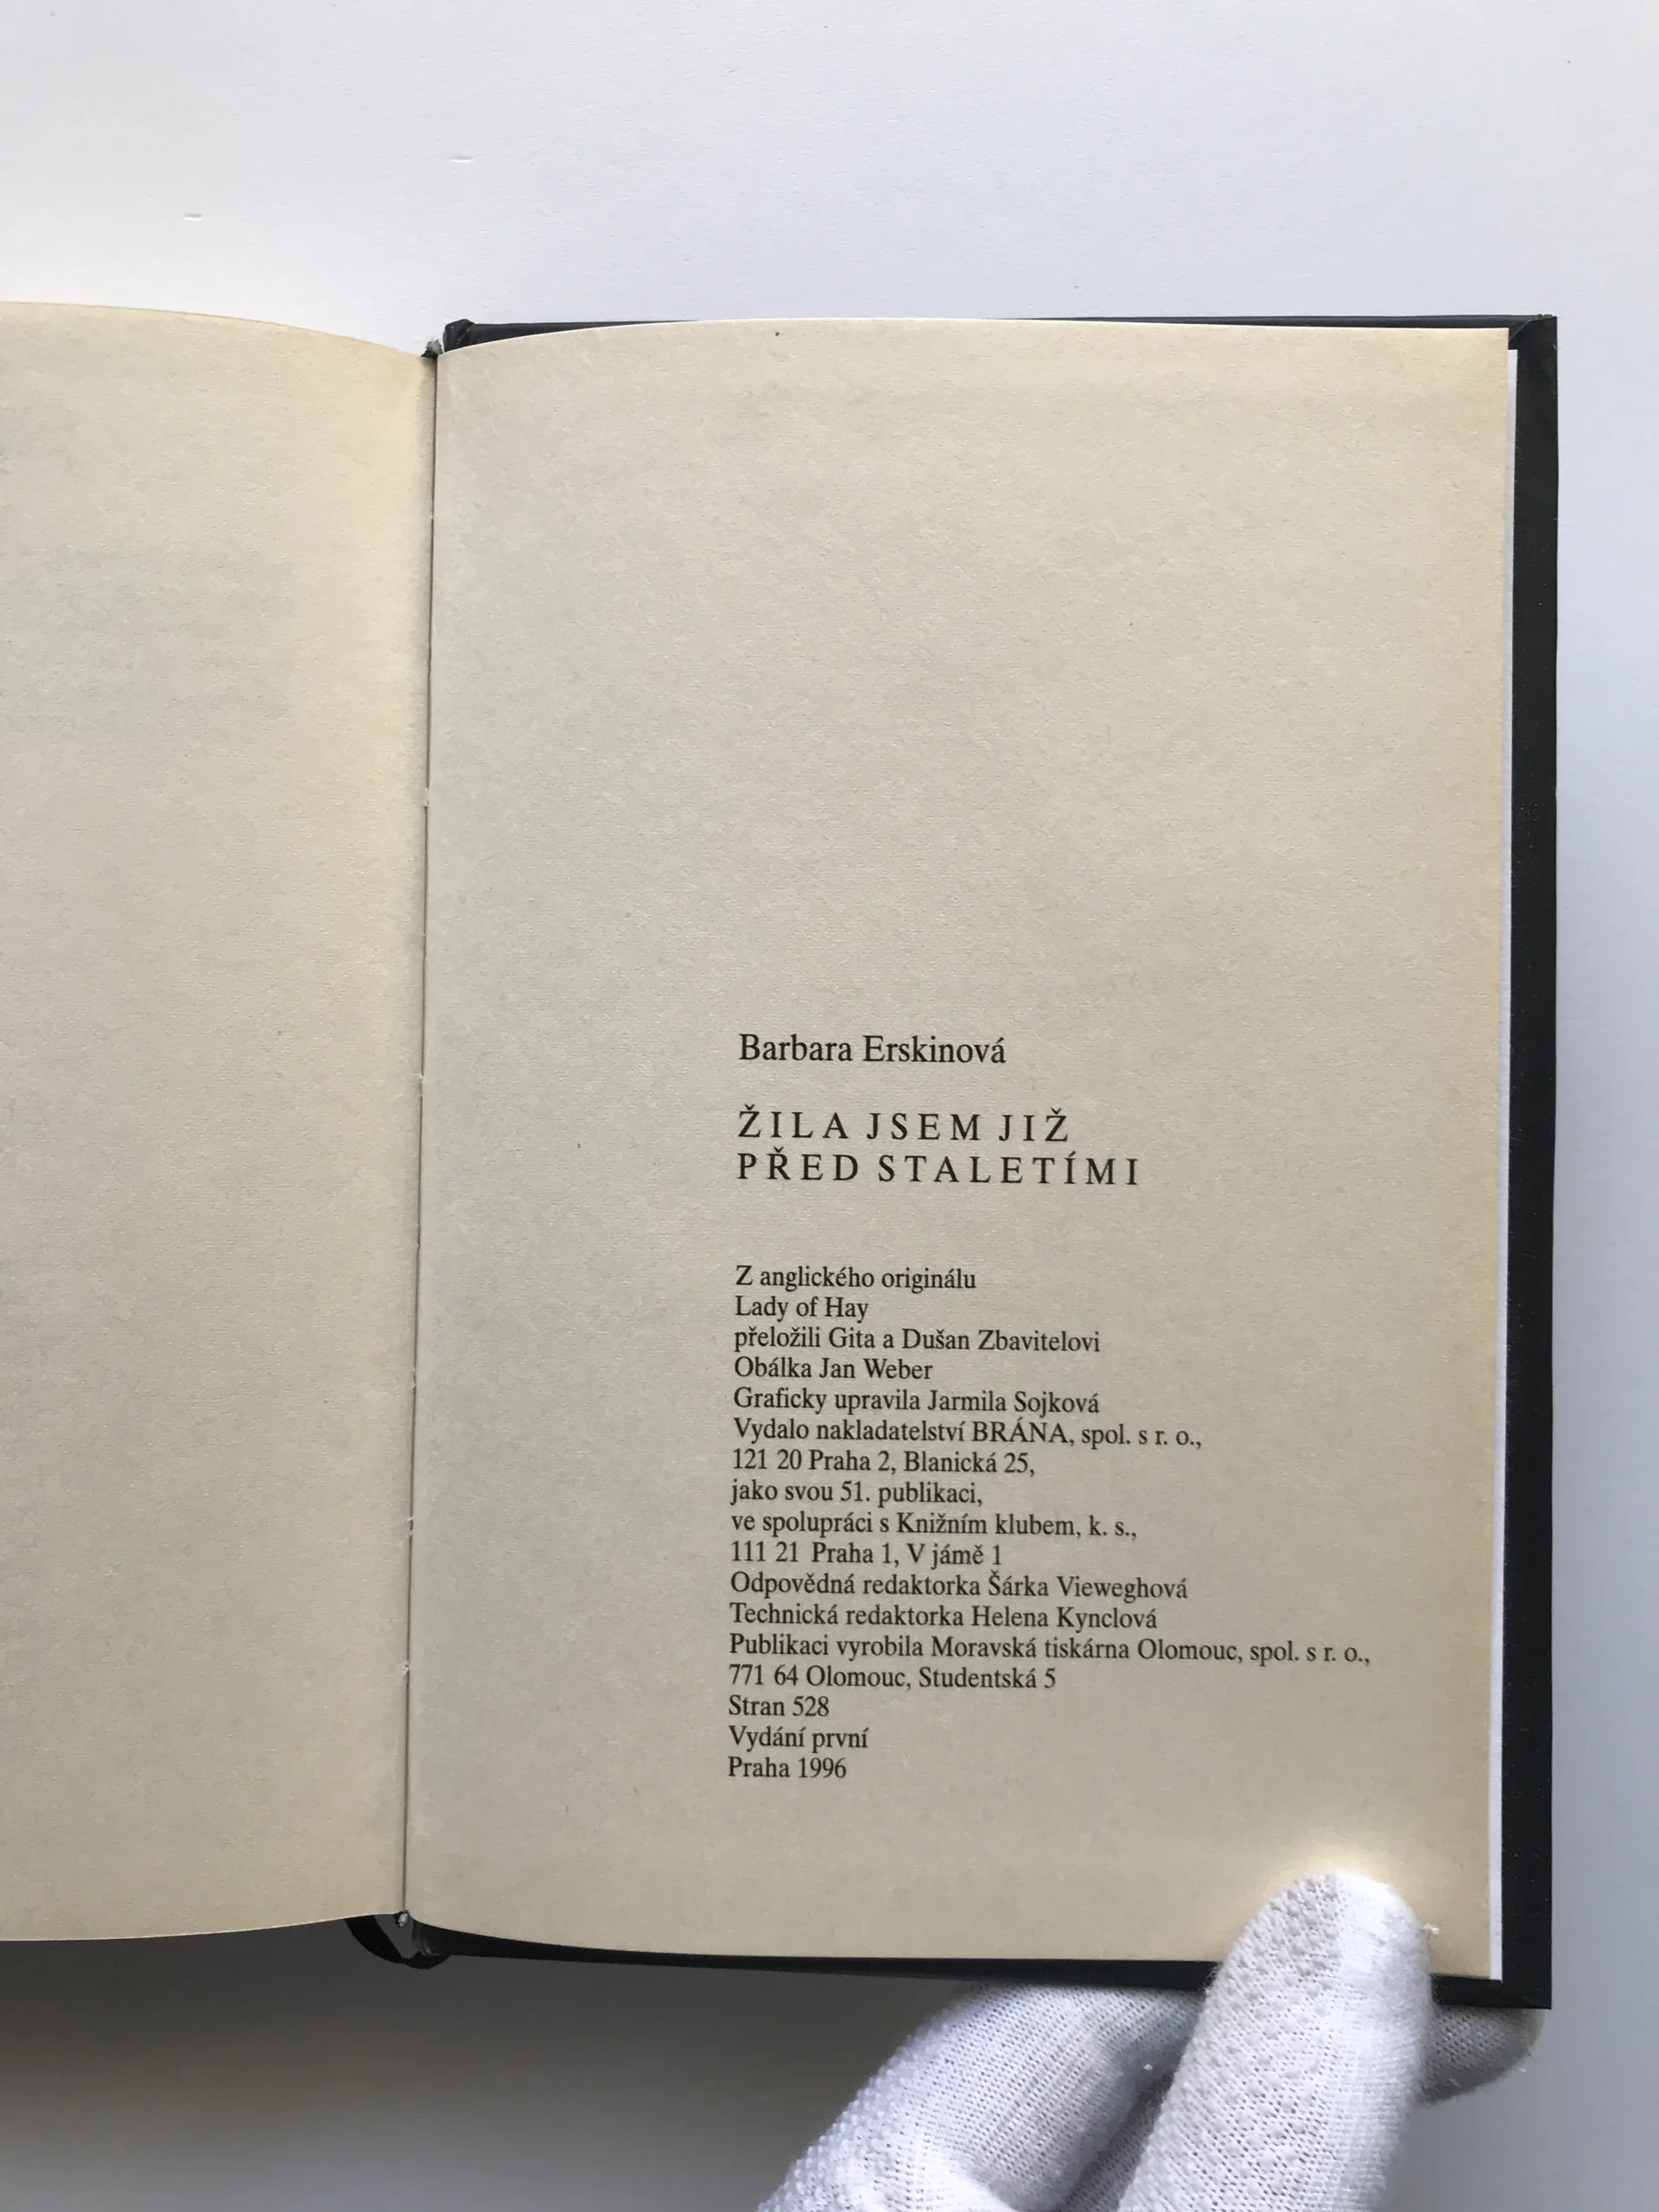 Barbara Erskinová
ŽILA JSEM JIŽ
PŘED STALETÍMI
Z anglického originálu
Lady of Hay
přeložili Gita a Dušan Zbavitelovi
Obálka Jan Weber
Graficky upravila Jarmila Sojková
Vydalo nakladatelství BRÁNA, spol. s r. o.,
121 20 Praha 2, Blanická 25,
jako svou 51. publikaci,
ve spolupráci s Knižním klubem, k. s.,
111 21 Praha 1, V jámě 1
Odpovědná redaktorka Šárka Vieweghová
Technická redaktorka Helena Kynclová
Publikaci vyrobila Moravská tiskárna Olomouc, spol. s r. o.,
771 64 Olomouc, Studentská 5
Stran 528
Vydání první
Praha 1996